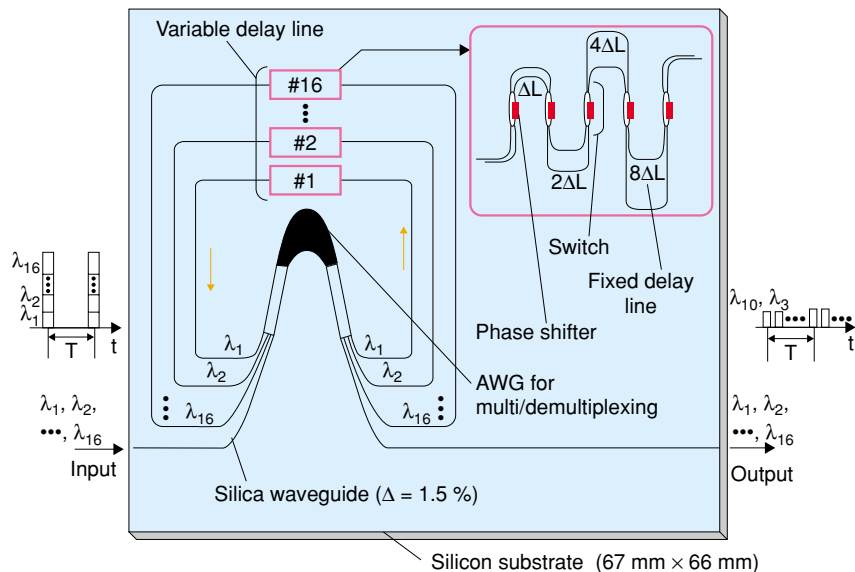 Variable delay line
#16
#2
#1
ΔL
4ΔL
2ΔL
8ΔL
Switch
Fixed delay line
Phase shifter
AWG for multi/demultiplexing
λ16
λ2
λ1
T
t
λ1, λ2,
•••, λ16
Input
λ1
λ2
λ16
λ1
λ2
λ16
Silica waveguide (Δ = 1.5 %)
λ10, λ3
T
t
λ1, λ2,
•••, λ16
Output
Silicon substrate (67 mm × 66 mm)